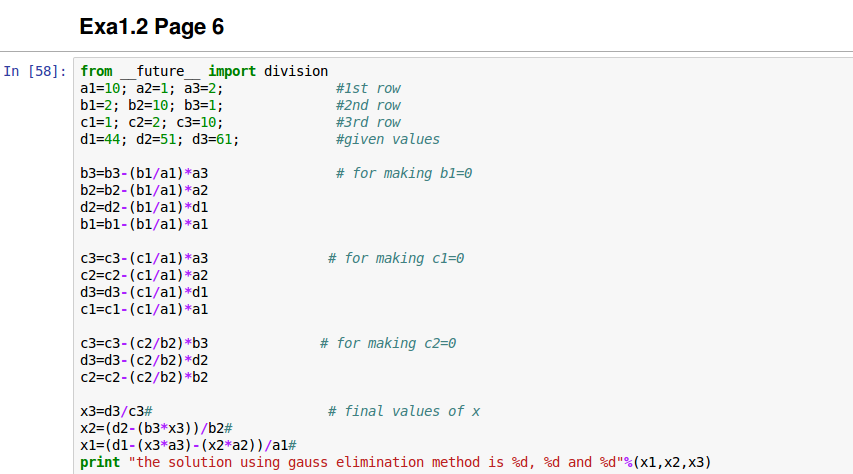 Exa1.2 Page 6
In [58]: from __future__ import division
a1=10; a2=1; a3=2; #1st row
b1=2; b2=10; b3=1; #2nd row
c1=1; c2=2; c3=10; #3rd row
d1=44; d2=51; d3=61; #given values
b3=b3-(b1/a1)*a3 # for making b1=0
b2=b2-(b1/a1)*a2
d2=d2-(b1/a1)*d1
b1=b1-(b1/a1)*a1
c3=c3-(c1/a1)*a3 # for making c1=0
c2=c2-(c1/a1)*a2
d3=d3-(c1/a1)*d1
c1=c1-(c1/a1)*a1
c3=c3-(c2/b2)*b3 # for making c2=0
d3=d3-(c2/b2)*d2
c2=c2-(c2/b2)*b2
x3=d3/c3# # final values of x
x2=(d2-(b3*x3))/b2#
x1=(d1-(x3*a3)-(x2*a2))/a1#
print "the solution using gauss elimination method is %d, %d and %d"%(x1,x2,x3)